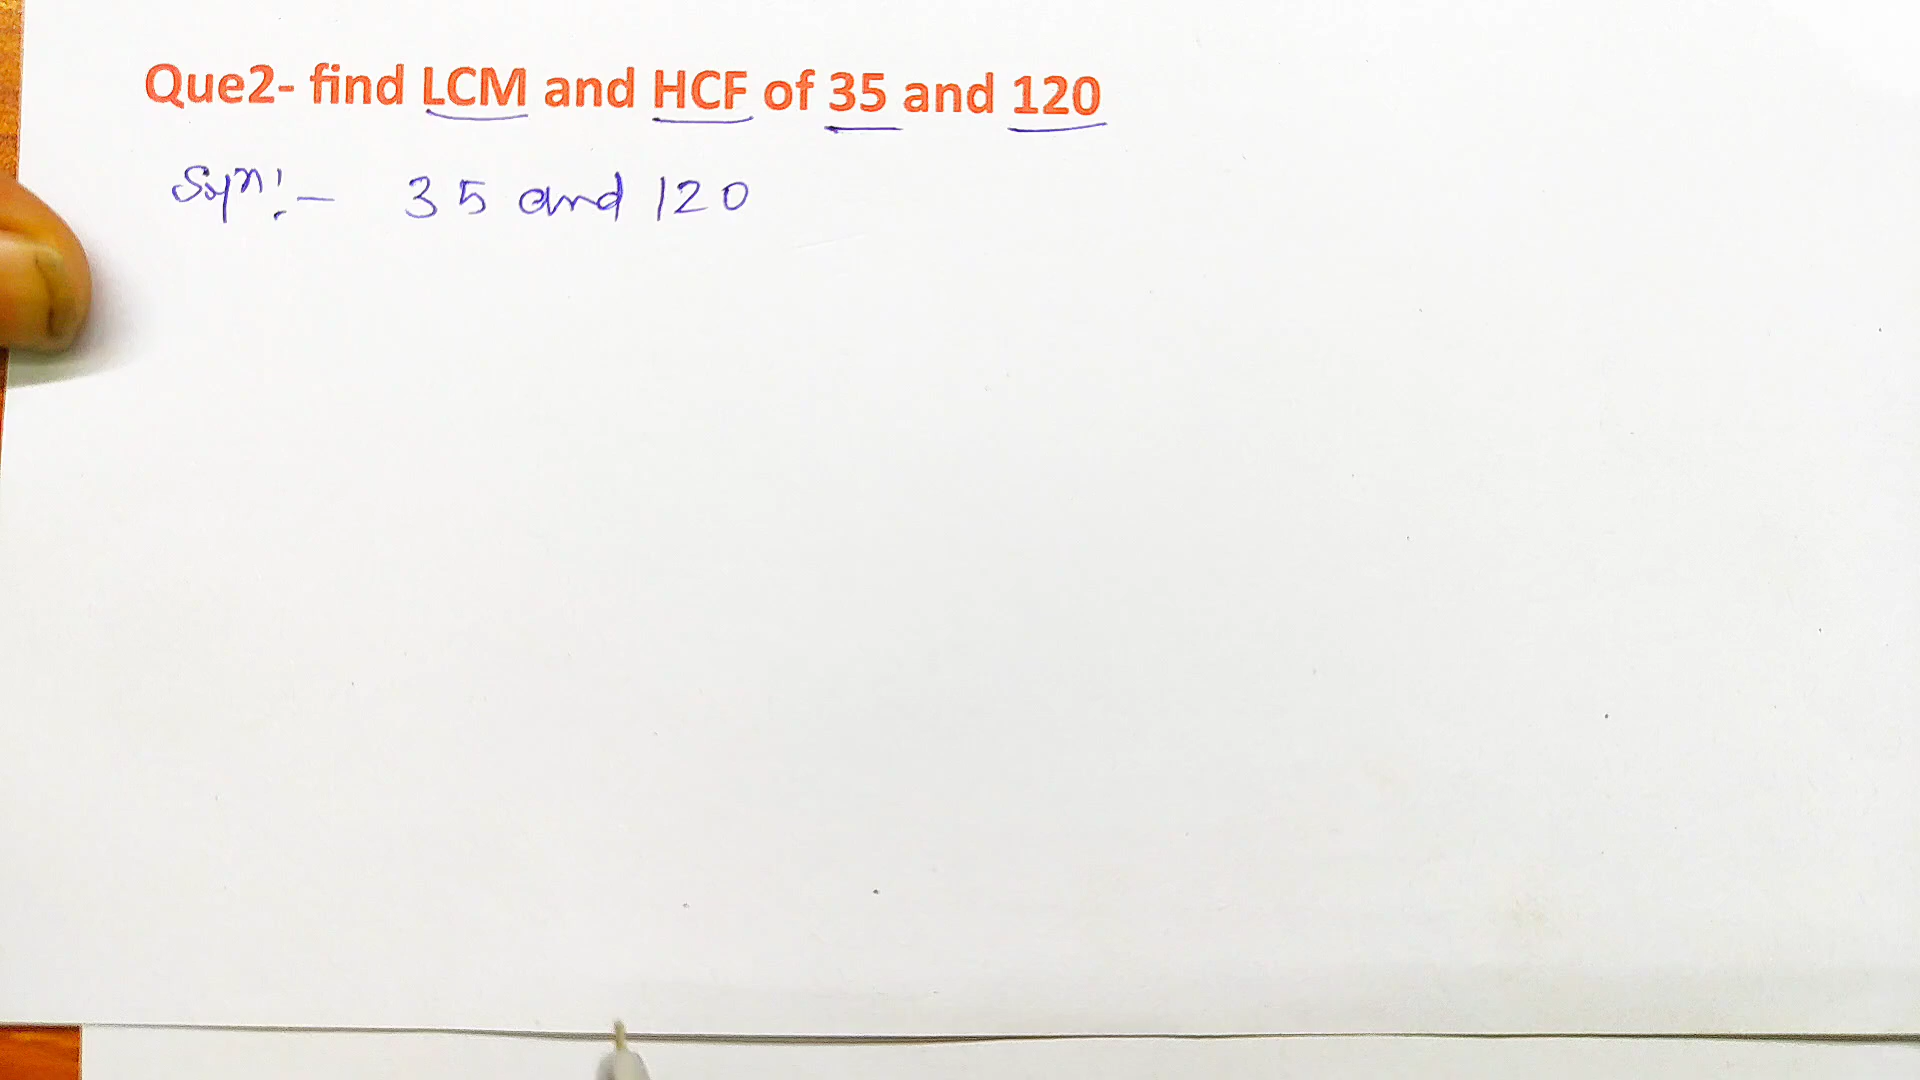 Que2- find LCM and HCF of 35 and 120
Soln:- 35 and 120